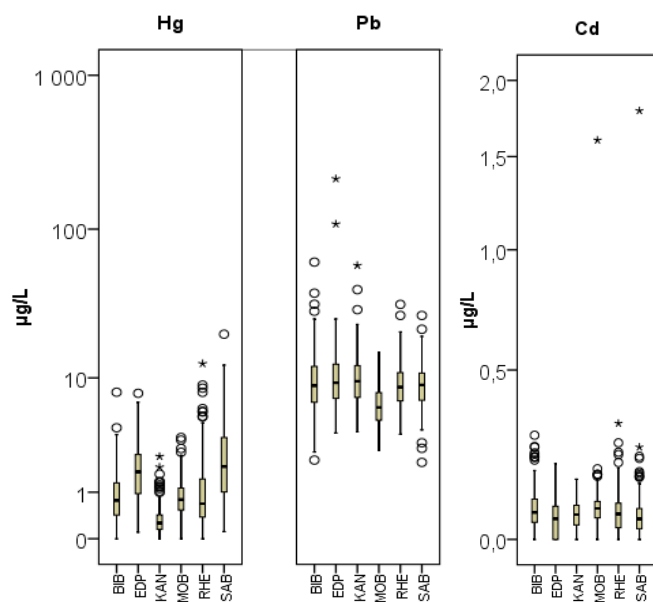 Hg
Pb
Cd
µg/L
1 000
100
10
1
0
BIB
EDP
KAN
MOB
RHE
SAB
BIB
EDP
KAN
MOB
RHE
SAB
µg/L
2,0
1,5
1,0
0,5
0,0
BIB
EDP
KAN
MOB
RHE
SAB